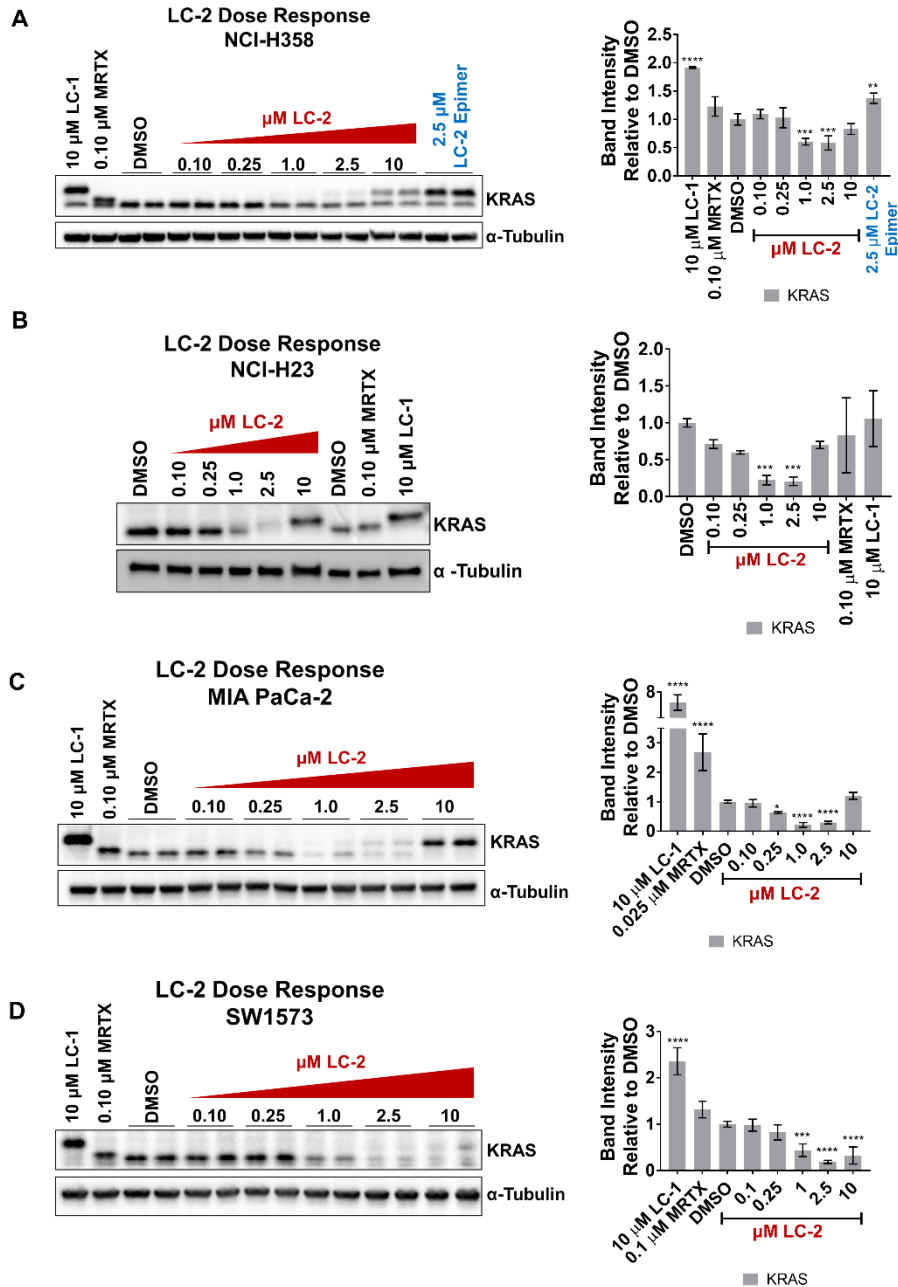 A
LC-2 Dose Response
NCI-H358
10 µM LC-1
0.10 µM MRTX
DMSO
µM LC-2
0.10
0.25
1.0
2.5
10
2.5 µM
LC-2 Epimer
KRAS
α-Tubulin
Band Intensity
Relative to DMSO
2.0
1.5
1.0
0.5
0.0
****
***
***
**
10 µM LC-1
0.10 µM MRTX
DMSO
0.10
0.25
1.0
2.5
10
2.5 µM LC-2
Epimer
µM LC-2
KRAS
B
LC-2 Dose Response
NCI-H23
DMSO
µM LC-2
0.10
0.25
1.0
2.5
10
DMSO
0.10 µM MRTX
10 µM LC-1
KRAS
α -Tubulin
Band Intensity
Relative to DMSO
2.0
1.5
1.0
0.5
0.0
***
***
DMSO
0.10
0.25
1.0
2.5
10
0.10 µM MRTX
10 µM LC-1
µM LC-2
KRAS
C
LC-2 Dose Response
MIA PaCa-2
10 µM LC-1
0.10 µM MRTX
DMSO
µM LC-2
0.10
0.25
1.0
2.5
10
KRAS
α-Tubulin
Band Intensity
Relative to DMSO
8
3
2
1
0
****
****
*
****
****
10 µM LC-1
0.025 µM MRTX
DMSO
0.10
0.25
1.0
2.5
10
µM LC-2
KRAS
D
LC-2 Dose Response
SW1573
10 µM LC-1
0.10 µM MRTX
DMSO
µM LC-2
0.10
0.25
1.0
2.5
10
KRAS
α-Tubulin
Band Intensity
Relative to DMSO
3
2
1
0
****
***
****
****
10 µM LC-1
0.1 µM MRTX
DMSO
0.1
0.25
1
2.5
10
µM LC-2
KRAS